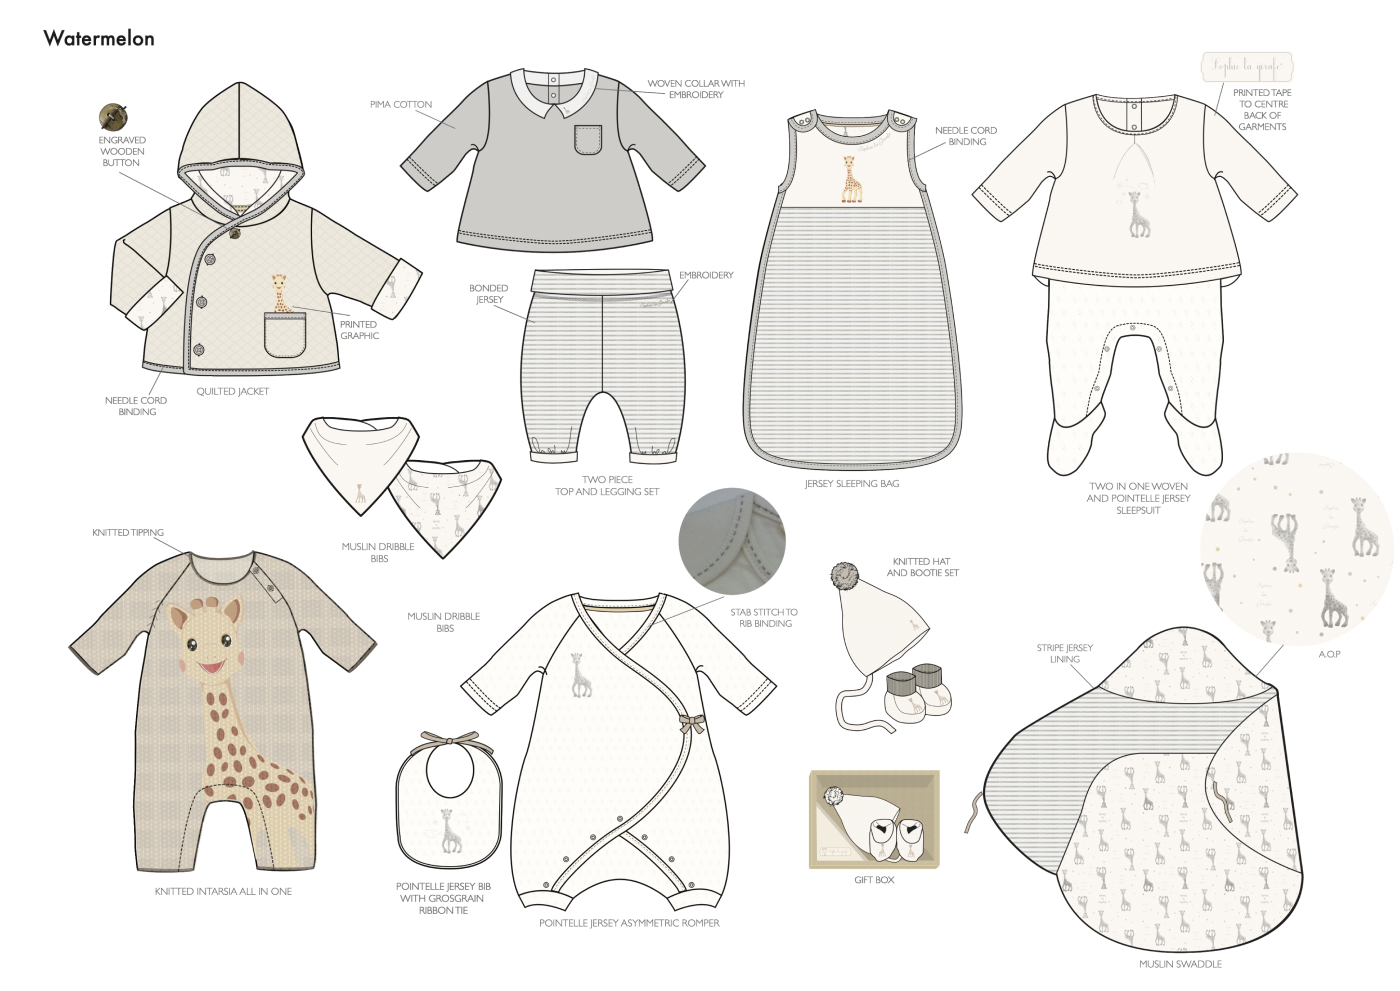 Watermelon
Sophie la girafe
ENGRAVED
WOODEN
BUTTON
PIMA COTTON
WOVEN COLLAR WITH
EMBROIDERY
NEEDLE CORD
BINDING
PRINTED TAPE
TO CENTRE
BACK OF
GARMENTS
BONDED
JERSEY
EMBROIDERY
PRINTED
GRAPHIC
QUILTED JACKET
NEEDLE CORD
BINDING
TWO PIECE
TOP AND LEGGING SET
JERSEY SLEEPING BAG
TWO IN ONE WOVEN
AND POINTELLE JERSEY
SLEEPSUIT
KNITTED TIPPING
MUSLIN DRIBBLE
BIBS
KNITTED HAT
AND BOOTIE SET
MUSLIN DRIBBLE
BIBS
STAB STITCH TO
RIB BINDING
STRIPE JERSEY
LINING
A.O.P
KNITTED INTARSIA ALL IN ONE
POINTELLE JERSEY BIB
WITH GROSGRAIN
RIBBON TIE
POINTELLE JERSEY ASYMMETRIC ROMPER
GIFT BOX
MUSLIN SWADDLE